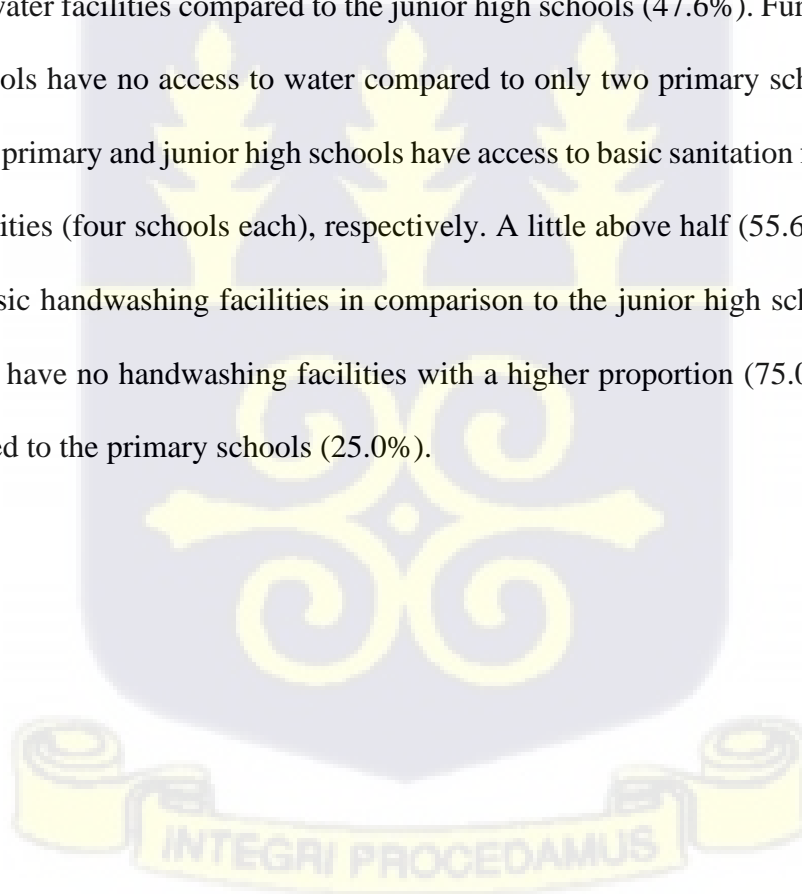 water facilities compared to the junior high schools (47.6%). Fur
ols have no access to water compared to only two primary sch
primary and junior high schools have access to basic sanitation
ities (four schools each), respectively. A little above half (55.6
sic handwashing facilities in comparison to the junior high sch
have no handwashing facilities with a higher proportion (75.0
ed to the primary schools (25.0%).
INTEGRI PROCEDAMUS